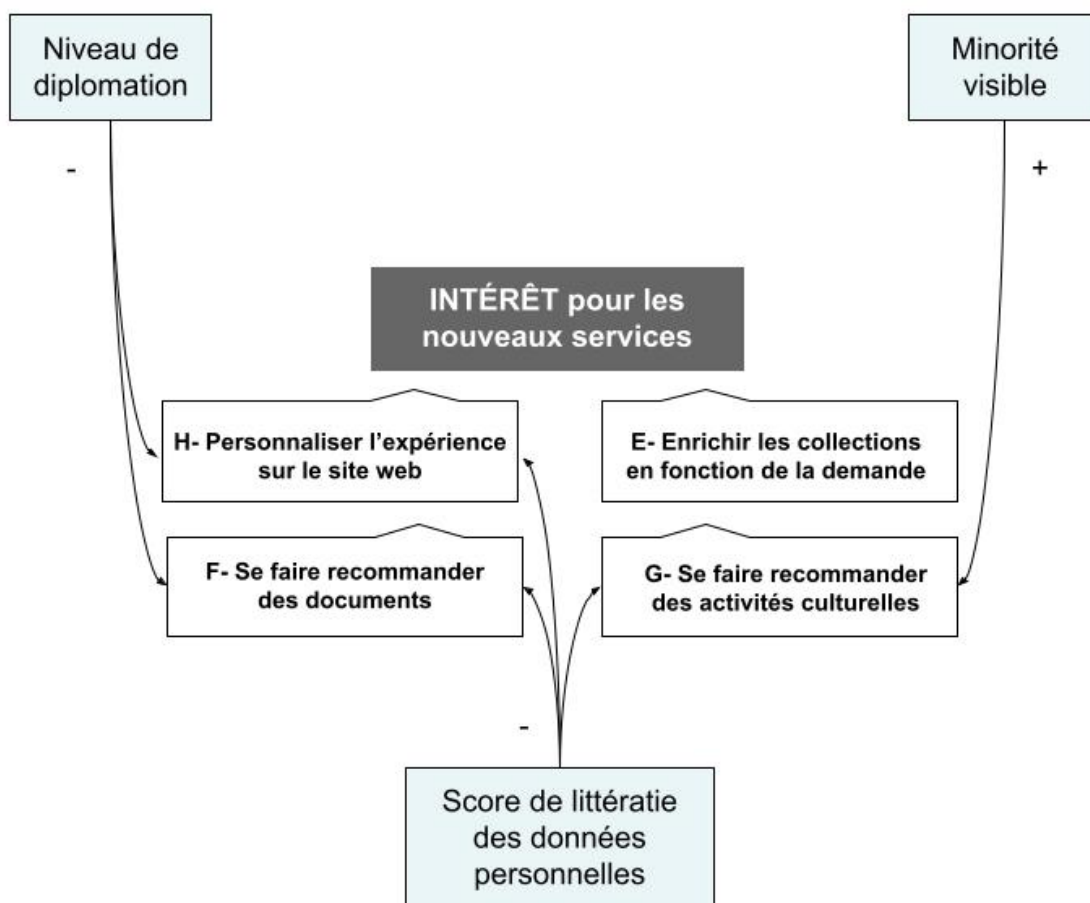 Niveau de
diplomation
Minorité
visible
-
+
INTÉRÊT pour les
nouveaux services
H- Personnaliser l'expérience
sur le site web
E- Enrichir les collections
en fonction de la demande
F- Se faire recommander
des documents
G- Se faire recommander
des activités culturelles
-
Score de littératie
des données
personnelles